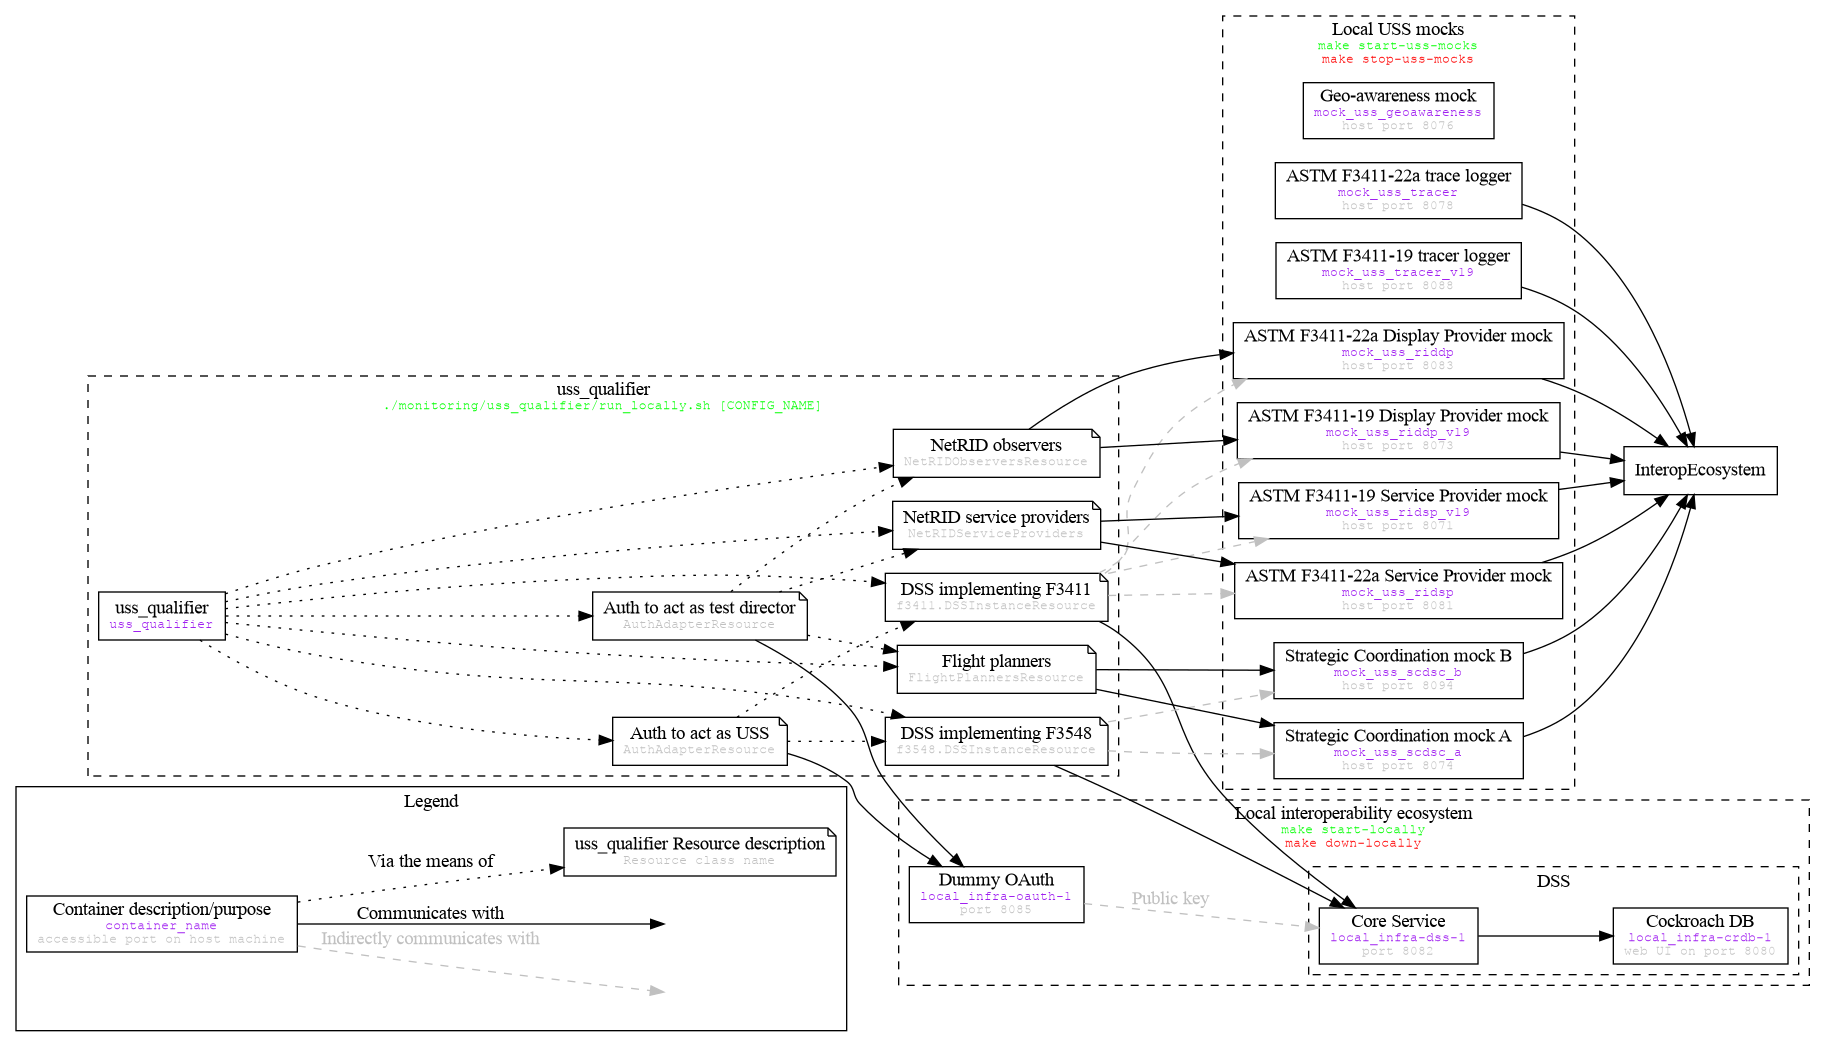 Local USS mocks
make start-uss-mocks
make stop-uss-mocks
Geo-awareness mock
mock_uss_geoawareness
host port 8076
ASTM F3411-22a trace logger
mock_uss_tracer
host port 8078
ASTM F3411-19 tracer logger
mock_uss_tracer_v19
host port 8088
ASTM F3411-22a Display Provider mock
mock_uss_riddp
host port 8083
ASTM F3411-19 Display Provider mock
mock_uss_riddp_v19
host port 8073
ASTM F3411-19 Service Provider mock
mock_uss_ridsp_v19
host port 8071
ASTM F3411-22a Service Provider mock
mock_uss_ridsp
host port 8081
Strategic Coordination mock B
mock_uss_scdsc_b
host port 8094
Strategic Coordination mock A
mock_uss_scdsc_a
host port 8074
InteropEcosystem
uss_qualifier
./monitoring/uss_qualifier/run_locally.sh [CONFIG_NAME]
NetRID observers
NetRIDObserversResource
NetRID service providers
NetRIDServiceProviders
DSS implementing F3411
f3411.DSSInstanceResource
uss_qualifier
uss_qualifier
Auth to act as test director
AuthAdapterResource
Flight planners
FlightPlannersResource
Auth to act as USS
AuthAdapterResource
DSS implementing F3548
f3548.DSSInstanceResource
Legend
uss_qualifier Resource description
Resource class name
Via the means of
Container description/purpose
container_name
accessible port on host machine
Communicates with
Indirectly communicates with
Local interoperability ecosystem
make start-locally
make down-locally
Dummy OAuth
local_infra-oauth-1
port 8085
Public key
DSS
Core Service
local_infra-dss-1
port 8082
Cockroach DB
local_infra-crdb-1
web UI on port 8080